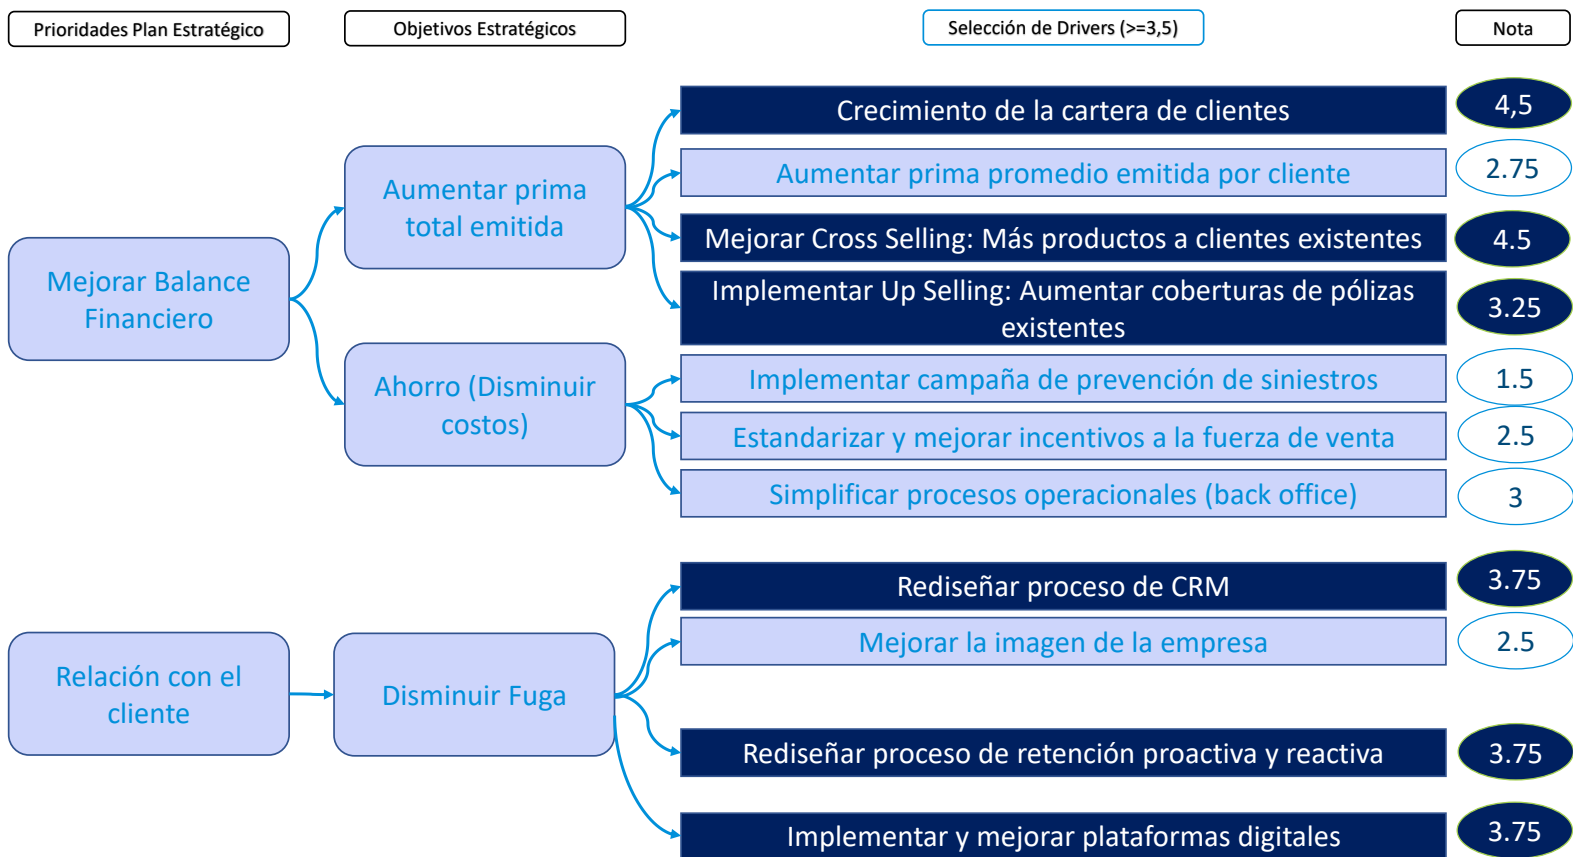 Prioridades Plan Estratégico
Objetivos Estratégicos
Selección de Drivers (>=3,5)
Nota
Crecimiento de la cartera de clientes
4,5
Aumentar prima
total emitida
Aumentar prima promedio emitida por cliente
2.75
Mejorar Cross Selling: Más productos a clientes existentes
4.5
Mejorar Balance
Financiero
Implementar Up Selling: Aumentar coberturas de pólizas
existentes
3.25
Ahorro (Disminuir
costos)
Implementar campaña de prevención de siniestros
1.5
Estandarizar y mejorar incentivos a la fuerza de venta
2.5
Simplificar procesos operacionales (back office)
3
Rediseñar proceso de CRM
3.75
Mejorar la imagen de la empresa
2.5
Relación con el
cliente
Disminuir Fuga
Rediseñar proceso de retención proactiva y reactiva
3.75
Implementar y mejorar plataformas digitales
3.75